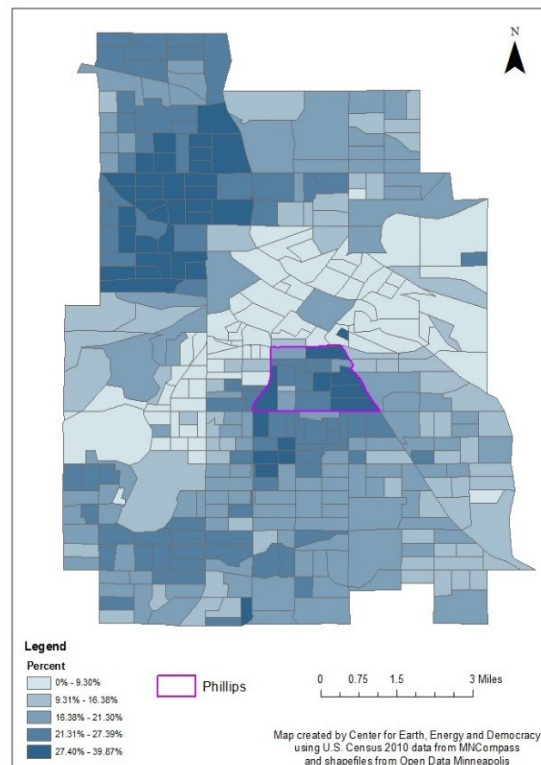 N
Legend
Percent
0% - 9.30%
9.31% - 16.38%
16.38% - 21.30%
21.31% - 27.39%
27.40% - 39.87%
Phillips
0 0.75 1.5 3 Miles
Map created by Center for Earth, Energy and Democracy
using U.S. Census 2010 data from MNCompass
and shapefiles from Open Data Minneapolis